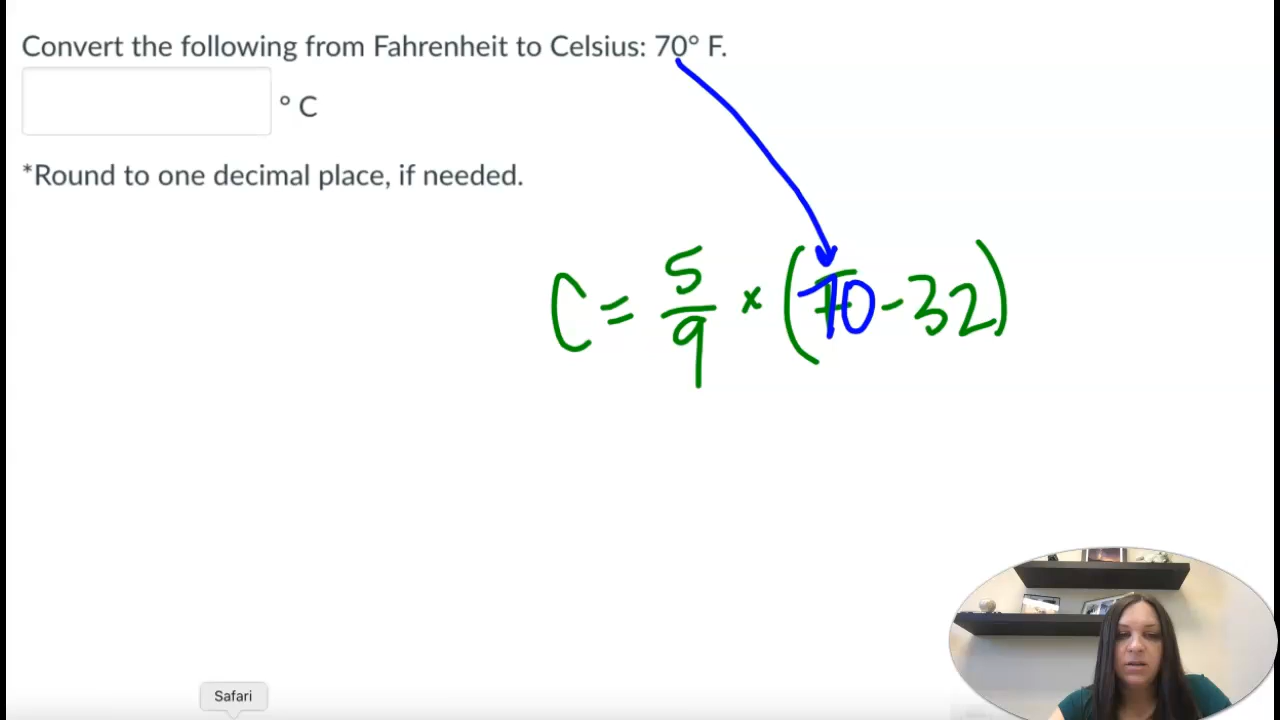 Convert the following from Fahrenheit to Celsius: 70° F.
° C
*Round to one decimal place, if needed.
C = 5/9 × (70 - 32)
Safari